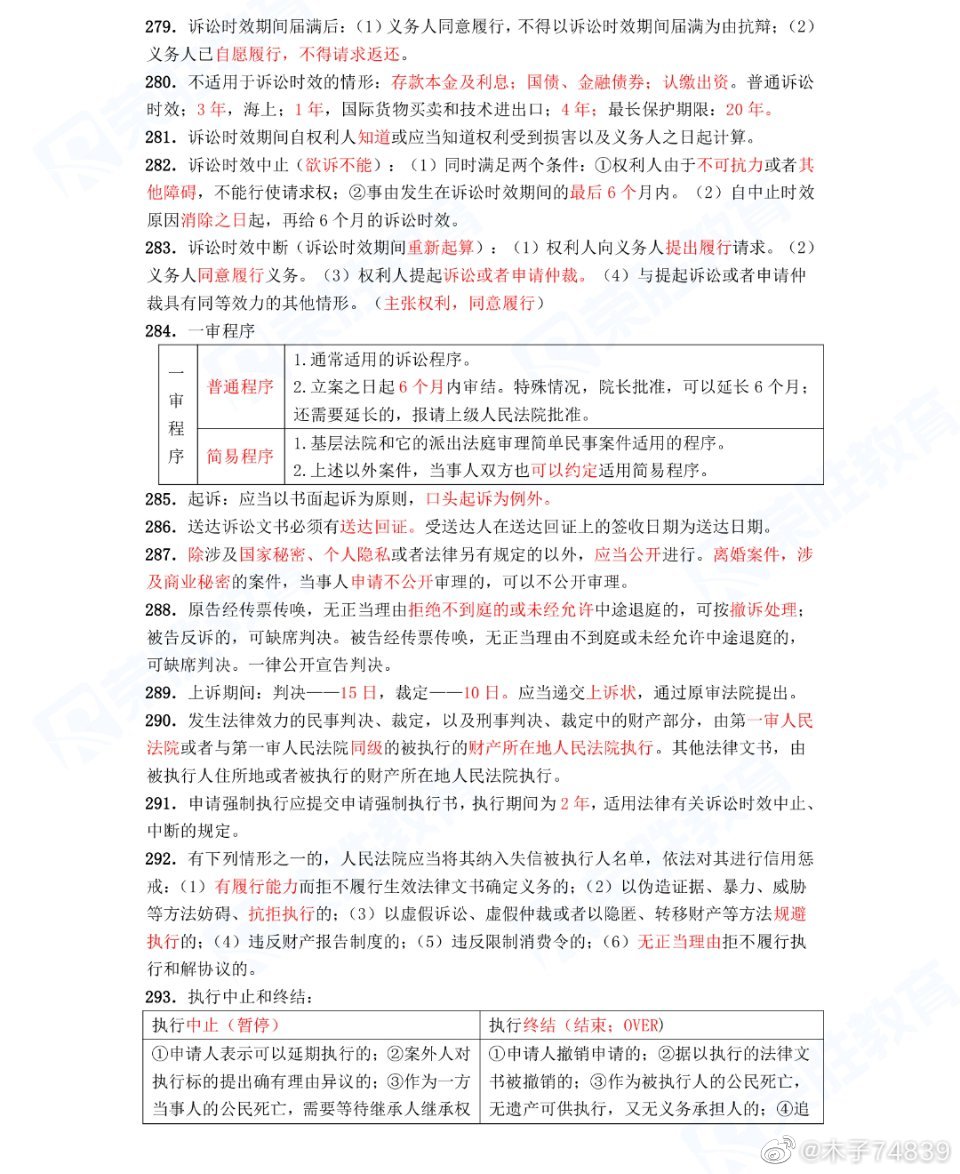 279. 诉讼时效期间届满后：（1）义务人同意履行，不得以诉讼时效期间届满为由抗辩；（2）
义务人已自愿履行，不得请求返还。
280. 不适用于诉讼时效的情形：存款本金及利息；国债、金融债券；认缴出资。普通诉讼
时效；3 年，海上；1 年，国际货物买卖和技术进出口；4 年；最长保护期限：20 年。
281. 诉讼时效期间自权利人知道或应当知道权利受到损害以及义务人之日起计算。
282. 诉讼时效中止（欲诉不能）：（1）同时满足两个条件：①权利人由于不可抗力或者其
他障碍，不能行使请求权；②事由发生在诉讼时效期间的最后 6 个月内。（2）自中止时效
原因消除之日起，再给 6 个月的诉讼时效。
283. 诉讼时效中断（诉讼时效期间重新起算）：（1）权利人向义务人提出履行请求。（2）
义务人同意履行义务。（3）权利人提起诉讼或者申请仲裁。（4）与提起诉讼或者申请仲
裁具有同等效力的其他情形。（主张权利，同意履行）
284. 一审程序
一审程序
普通程序
1.通常适用的诉讼程序。
2.立案之日起 6 个月内审结。特殊情况，院长批准，可以延长 6 个月；
还需要延长的，报请上级人民法院批准。
简易程序
1.基层法院和它的派出法庭审理简单民事案件适用的程序。
2.上述以外案件，当事人双方也可以约定适用简易程序。
285. 起诉：应当以书面起诉为原则，口头起诉为例外。
286. 送达诉讼文书必须有送达回证。受送达人在送达回证上的签收日期为送达日期。
287. 除涉及国家秘密、个人隐私或者法律另有规定的以外，应当公开进行。离婚案件，涉
及商业秘密的案件，当事人申请不公开审理的，可以不公开审理。
288. 原告经传票传唤，无正当理由拒绝不到庭的或未经允许中途退庭的，可按撤诉处理；
被告反诉的，可缺席判决。被告经传票传唤，无正当理由不到庭或未经允许中途退庭的，
可缺席判决。一律公开宣告判决。
289. 上诉期间：判决——15 日，裁定——10 日。应当递交上诉状，通过原审法院提出。
290. 发生法律效力的民事判决、裁定，以及刑事判决、裁定中的财产部分，由第一审人民
法院或者与第一审人民法院同级的被执行的财产所在地人民法院执行。其他法律文书，由
被执行人住所地或者被执行的财产所在地人民法院执行。
291. 申请强制执行应提交申请强制执行书，执行期间为 2 年，适用法律有关诉讼时效中止、
中断的规定。
292. 有下列情形之一的，人民法院应当将其纳入失信被执行人名单，依法对其进行信用惩
戒：（1）有履行能力而拒不履行生效法律文书确定义务的；（2）以伪造证据、暴力、威胁
等方法妨碍、抗拒执行的；（3）以虚假诉讼、虚假仲裁或者以隐匿、转移财产等方法规避
执行的；（4）违反财产报告制度的；（5）违反限制消费令的；（6）无正当理由拒不履行执
行和解协议的。
293. 执行中止和终结：
执行中止（暂停）
执行终结（结束；OVER)
①申请人表示可以延期执行的；②案外人对
执行标的提出确有理由异议的；③作为一方
当事人的公民死亡，需要等待继承人继承权
①申请人撤销申请的；②据以执行的法律文
书被撤销的；③作为被执行人的公民死亡，
无遗产可供执行，又无义务承担人的；④追
荣胜教育
@木子74839